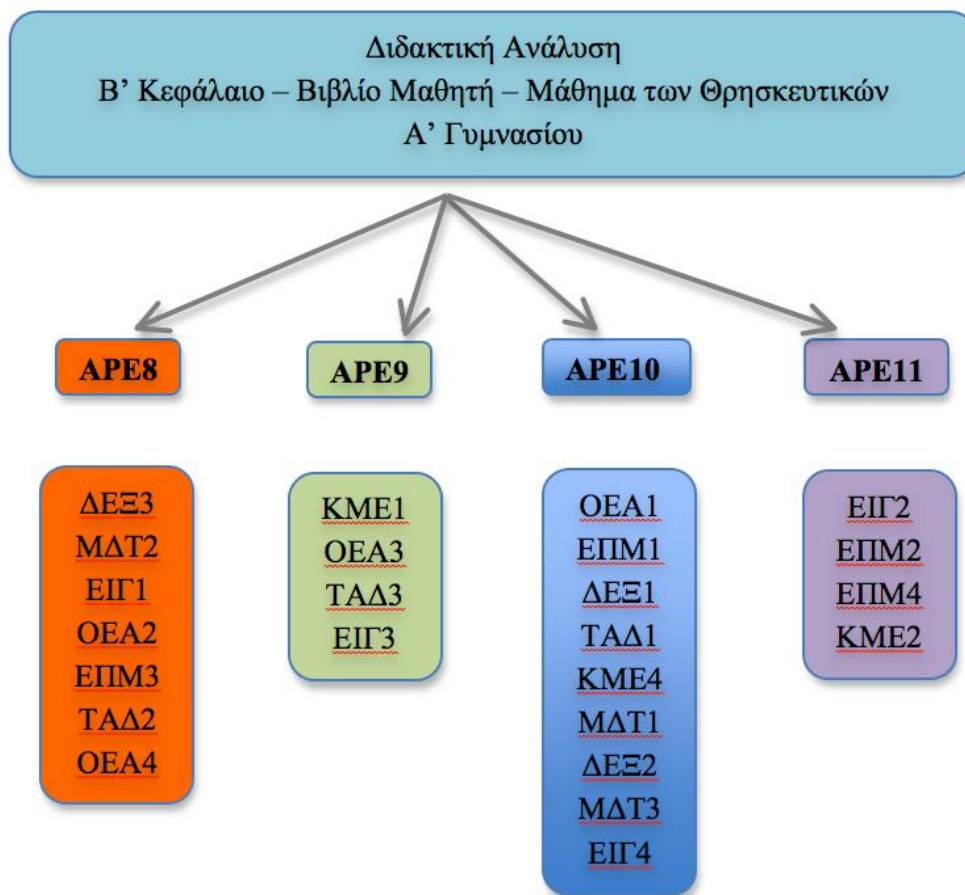 Διδακτική Ανάλυση
Β’ Κεφάλαιο – Βιβλίο Μαθητή – Μάθημα των Θρησκευτικών
Α’ Γυμνασίου
ΑΡΕ8
ΑΡΕ9
ΑΡΕ10
ΑΡΕ11
ΔΕΞ3
ΜΔΤ2
ΕΙΓ1
ΟΕΑ2
ΕΠΜ3
ΤΑΔ2
ΟΕΑ4
ΚΜΕ1
ΟΕΑ3
ΤΑΔ3
ΕΙΓ3
ΟΕΑ1
ΕΠΜ1
ΔΕΞ1
ΤΑΔ1
ΚΜΕ4
ΜΔΤ1
ΔΕΞ2
ΜΔΤ3
ΕΙΓ4
ΕΙΓ2
ΕΠΜ2
ΕΠΜ4
ΚΜΕ2